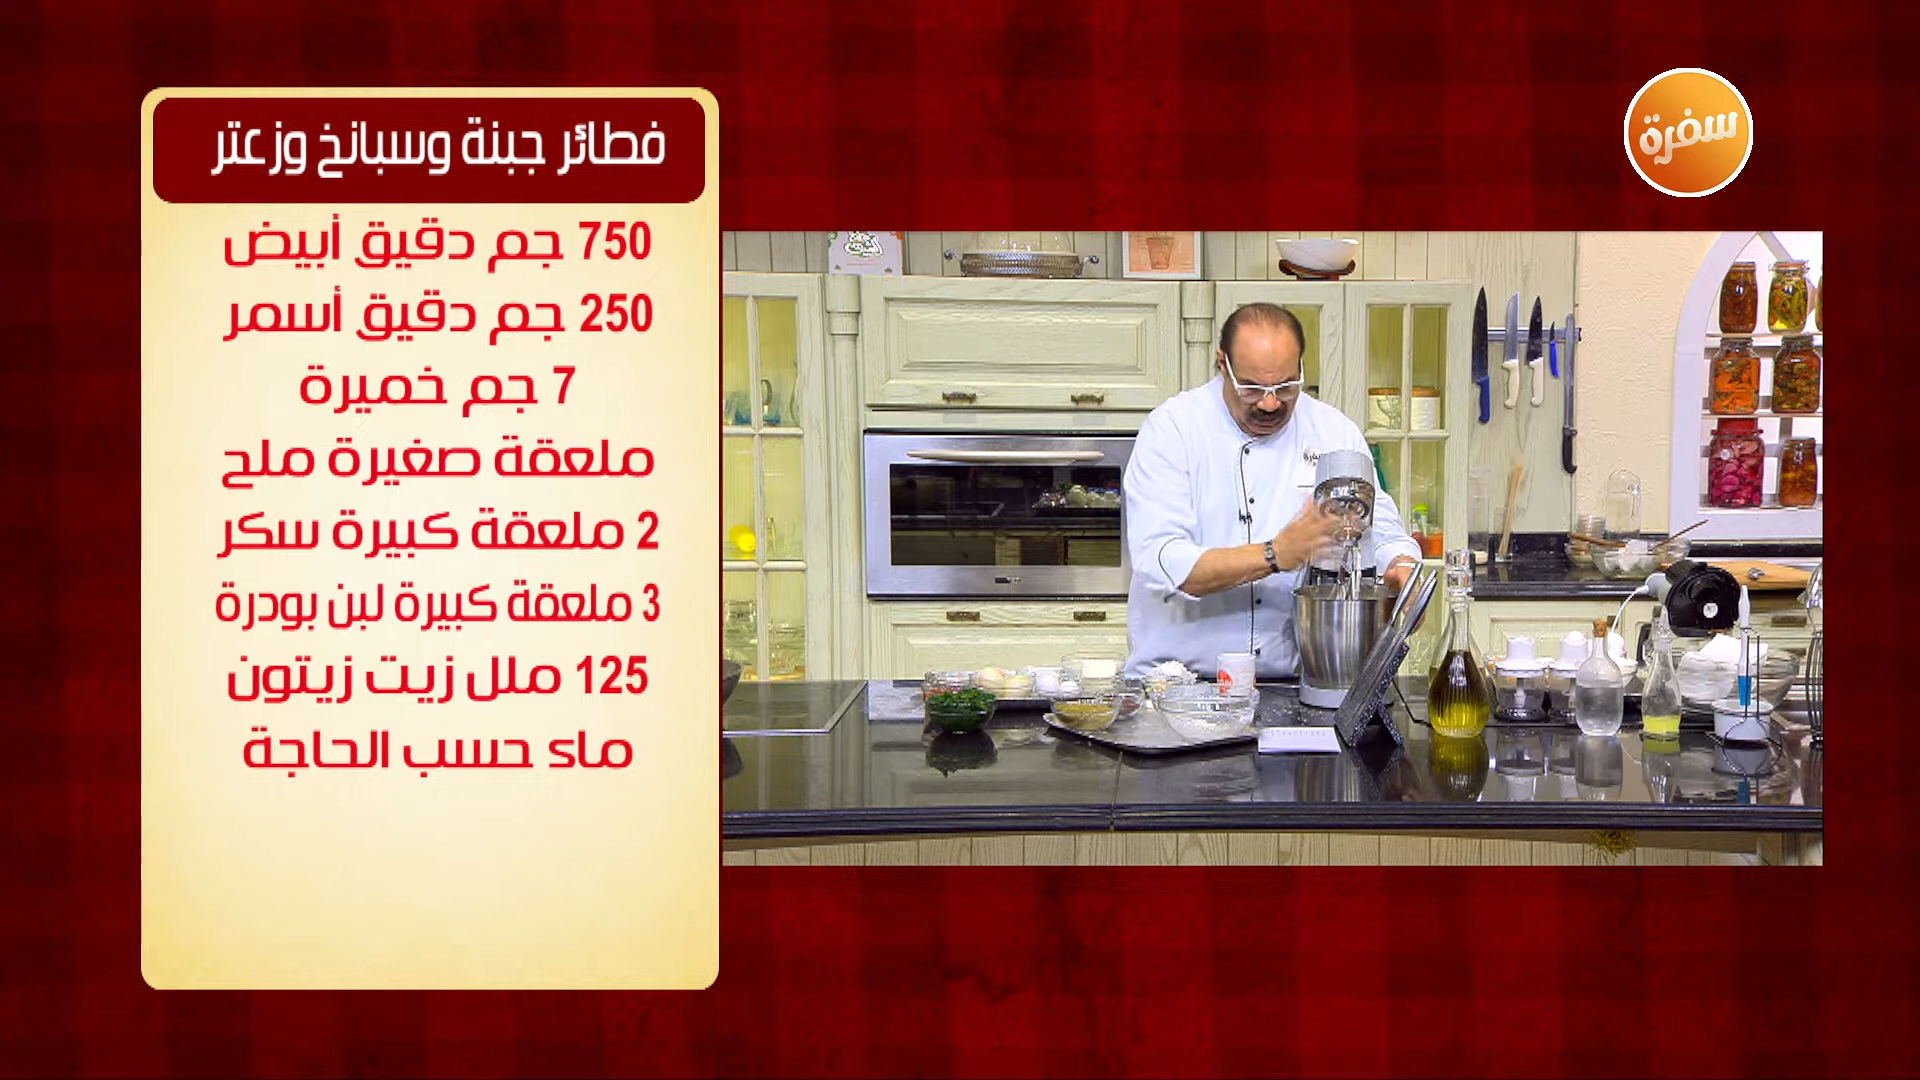 فطائر جبنة وسبانخ وزعتر
750 جم دقيق أبيض
250 جم دقيق أسمر
7 جم خميرة
ملعقة صغيرة ملح
2 ملعقة كبيرة سكر
3 ملعقة كبيرة لبن بودرة
125 ملل زيت زيتون
ماء حسب الحاجة
سفرة